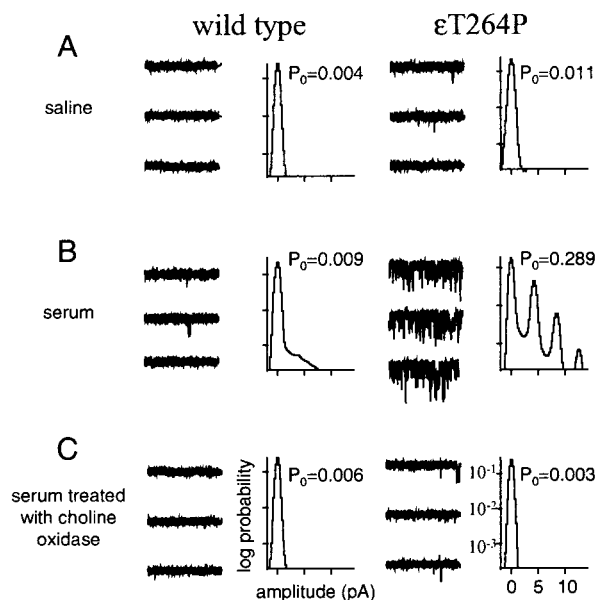 wild type
εT264P
A
saline
P₀=0.004
P₀=0.011
B
serum
P₀=0.009
P₀=0.289
C
serum treated
with choline
oxidase
log probability
P₀=0.006
10⁻¹
10⁻²
10⁻³
P₀=0.003
amplitude (pA)
0 5 10